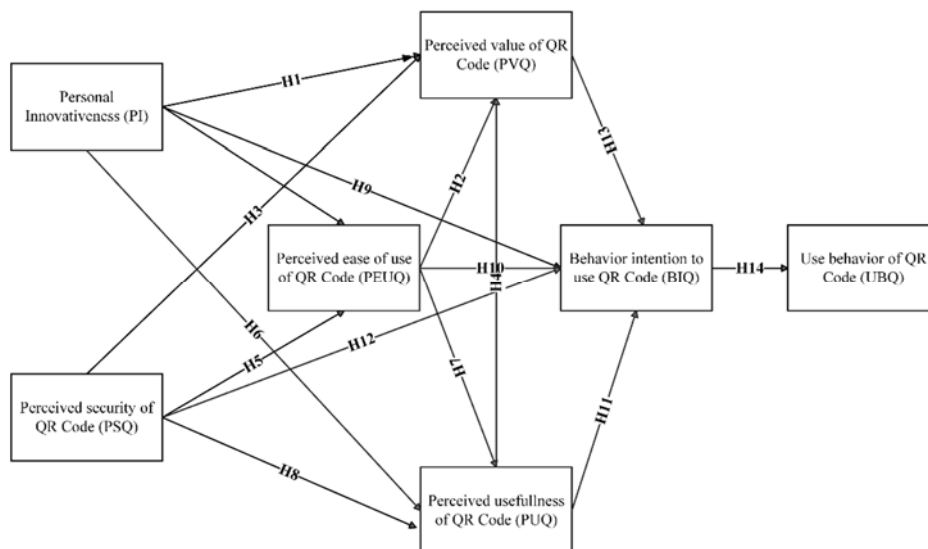 Perceived value of QR
Code (PVQ)
Personal
Innovativeness (PI)
H1
H13
H2
H3
H9
Perceived ease of use
of QR Code (PEUQ)
H10
H4
Behavior intention to
use QR Code (BIQ)
H14
Use behavior of QR
Code (UBQ)
H6
H5
H12
H7
H11
Perceived security of
QR Code (PSQ)
H8
Perceived usefullness
of QR Code (PUQ)